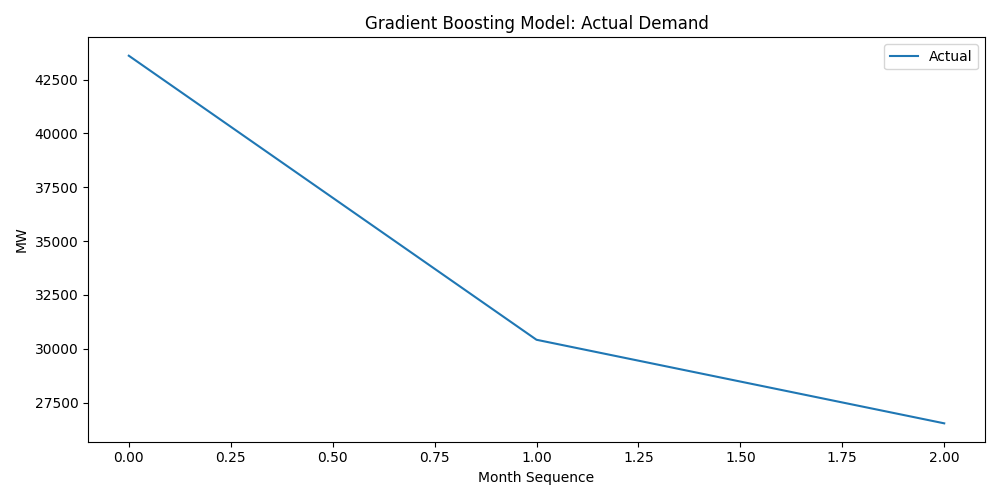 Gradient Boosting Model: Actual Demand
Actual
42500
40000
37500
35000
32500
30000
27500
MW
0.00 0.25 0.50 0.75 1.00 1.25 1.50 1.75 2.00
Month Sequence